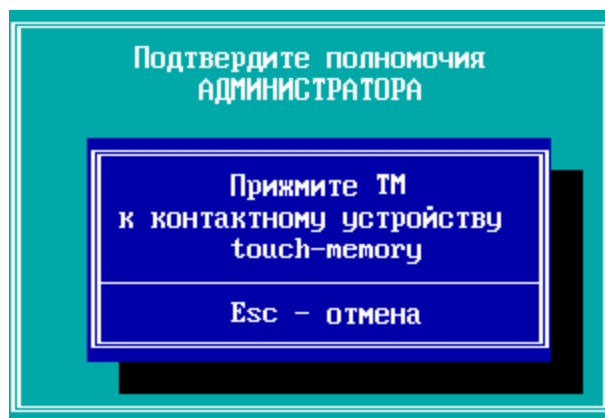 Подтвердите полномочия
АДМИНИСТРАТОРА
Прижмите ТМ
к контактному устройству
touch-memory
Esc - отмена